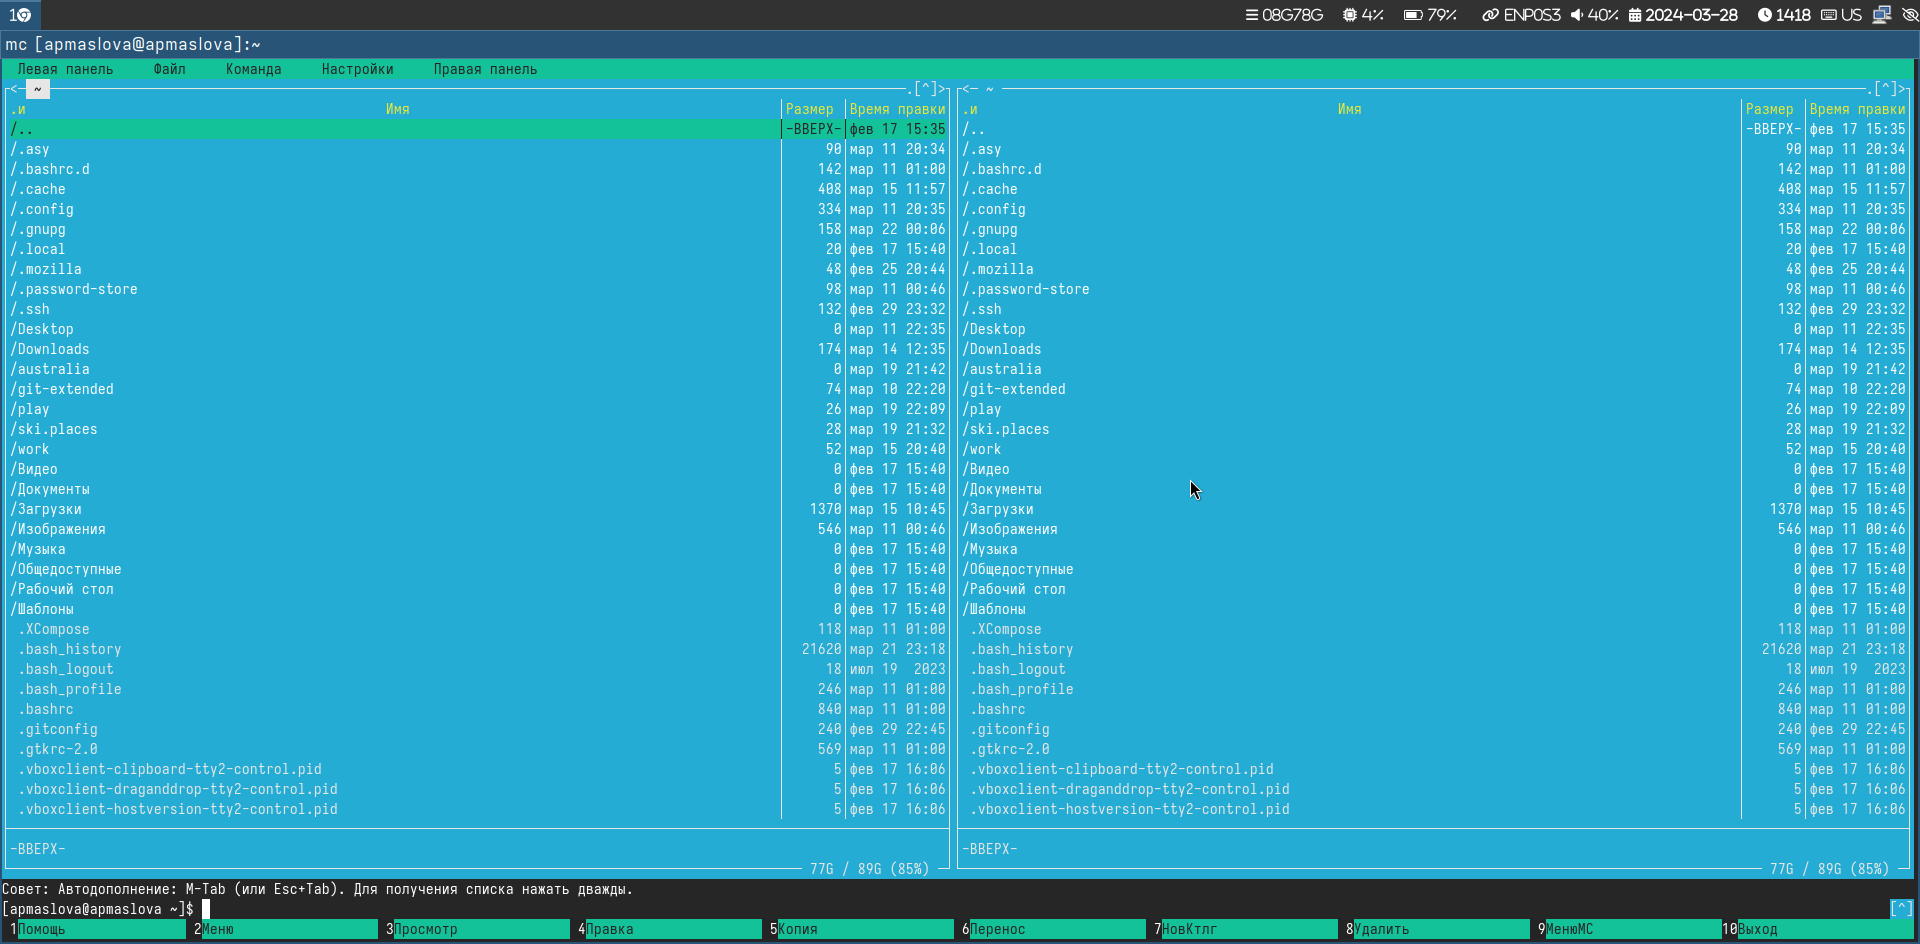 1 08G78G 4% 79% ENP0S3 40% 2024-03-28 1418 US
mc [apmaslova@apmaslova]:~
Левая панель Файл Команда Настройки Правая панель
<- ~ .[^]> <- ~ .[^]>
.и Имя Размер Время правки .и Имя Размер Время правки
/.. -ВВЕРХ- фев 17 15:35 /.. -ВВЕРХ- фев 17 15:35
/.asy 90 мар 11 20:34 /.asy 90 мар 11 20:34
/.bashrc.d 142 мар 11 01:00 /.bashrc.d 142 мар 11 01:00
/.cache 408 мар 15 11:57 /.cache 408 мар 15 11:57
/.config 334 мар 11 20:35 /.config 334 мар 11 20:35
/.gnupg 158 мар 22 00:06 /.gnupg 158 мар 22 00:06
/.local 20 фев 17 15:40 /.local 20 фев 17 15:40
/.mozilla 48 фев 25 20:44 /.mozilla 48 фев 25 20:44
/.password-store 98 мар 11 00:46 /.password-store 98 мар 11 00:46
/.ssh 132 фев 29 23:32 /.ssh 132 фев 29 23:32
/Desktop 0 мар 11 22:35 /Desktop 0 мар 11 22:35
/Downloads 174 мар 14 12:35 /Downloads 174 мар 14 12:35
/australia 0 мар 19 21:42 /australia 0 мар 19 21:42
/git-extended 74 мар 10 22:20 /git-extended 74 мар 10 22:20
/play 26 мар 19 22:09 /play 26 мар 19 22:09
/ski.places 28 мар 19 21:32 /ski.places 28 мар 19 21:32
/work 52 мар 15 20:40 /work 52 мар 15 20:40
/Видео 0 фев 17 15:40 /Видео 0 фев 17 15:40
/Документы 0 фев 17 15:40 /Документы 0 фев 17 15:40
/Загрузки 1370 мар 15 10:45 /Загрузки 1370 мар 15 10:45
/Изображения 546 мар 11 00:46 /Изображения 546 мар 11 00:46
/Музыка 0 фев 17 15:40 /Музыка 0 фев 17 15:40
/Общедоступные 0 фев 17 15:40 /Общедоступные 0 фев 17 15:40
/Рабочий стол 0 фев 17 15:40 /Рабочий стол 0 фев 17 15:40
/Шаблоны 0 фев 17 15:40 /Шаблоны 0 фев 17 15:40
.XCompose 118 мар 11 01:00 .XCompose 118 мар 11 01:00
.bash_history 21620 мар 21 23:18 .bash_history 21620 мар 21 23:18
.bash_logout 18 июл 19 2023 .bash_logout 18 июл 19 2023
.bash_profile 246 мар 11 01:00 .bash_profile 246 мар 11 01:00
.bashrc 840 мар 11 01:00 .bashrc 840 мар 11 01:00
.gitconfig 240 фев 29 22:45 .gitconfig 240 фев 29 22:45
.gtkrc-2.0 569 мар 11 01:00 .gtkrc-2.0 569 мар 11 01:00
.vboxclient-clipboard-tty2-control.pid 5 фев 17 16:06 .vboxclient-clipboard-tty2-control.pid 5 фев 17 16:06
.vboxclient-draganddrop-tty2-control.pid 5 фев 17 16:06 .vboxclient-draganddrop-tty2-control.pid 5 фев 17 16:06
.vboxclient-hostversion-tty2-control.pid 5 фев 17 16:06 .vboxclient-hostversion-tty2-control.pid 5 фев 17 16:06
-ВВЕРХ- -ВВЕРХ-
77G / 89G (85%) 77G / 89G (85%)
Совет: Автодополнение: M-Tab (или Esc+Tab). Для получения списка нажать дважды.
[apmaslova@apmaslova ~]$ [^]
1Помощь 2Меню 3Просмотр 4Правка 5Копия 6Перенос 7НовКтлг 8Удалить 9МенюMC 10Выход